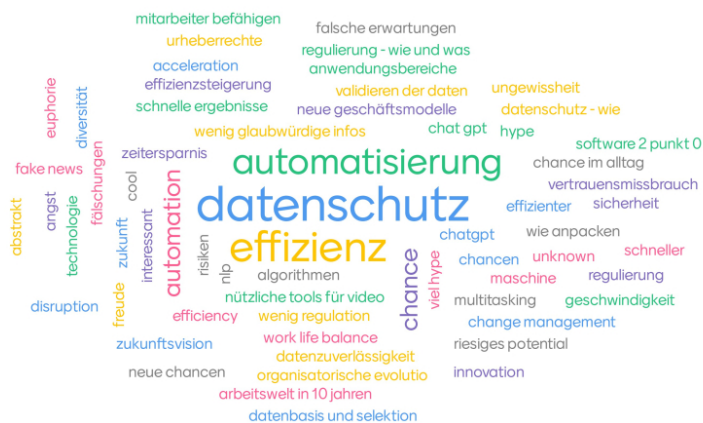 mitarbeiter befähigen
falsche erwartungen
urheberrechte
regulierung - wie und was
acceleration
anwendungsbereiche
effizienzsteigerung
validieren der daten
ungewissheit
euphorie
diversität
schnelle ergebnisse
neue geschäftsmodelle
datenschutz - wie
wenig glaubwürdige infos
chat gpt
hype
software 2 punkt 0
zeitersparnis
automatisierung
chance im alltag
fake news
fälschungen
cool
vertrauensmissbrauch
abstrakt
angst
technologie
zukunft
interessant
automation
datenschutz
effizienter
sicherheit
risiken
nlp
effizienz
chatgpt
wie anpacken
algorithmen
chance
viel hype
chancen
unknown
schneller
maschine
regulierung
disruption
freude
nützliche tools für video
multitasking
geschwindigkeit
efficiency
wenig regulation
change management
zukunftsvision
work life balance
riesiges potential
datenzuverlässigkeit
neue chancen
organisatorische evolutio
innovation
arbeitswelt in 10 jahren
datenbasis und selektion